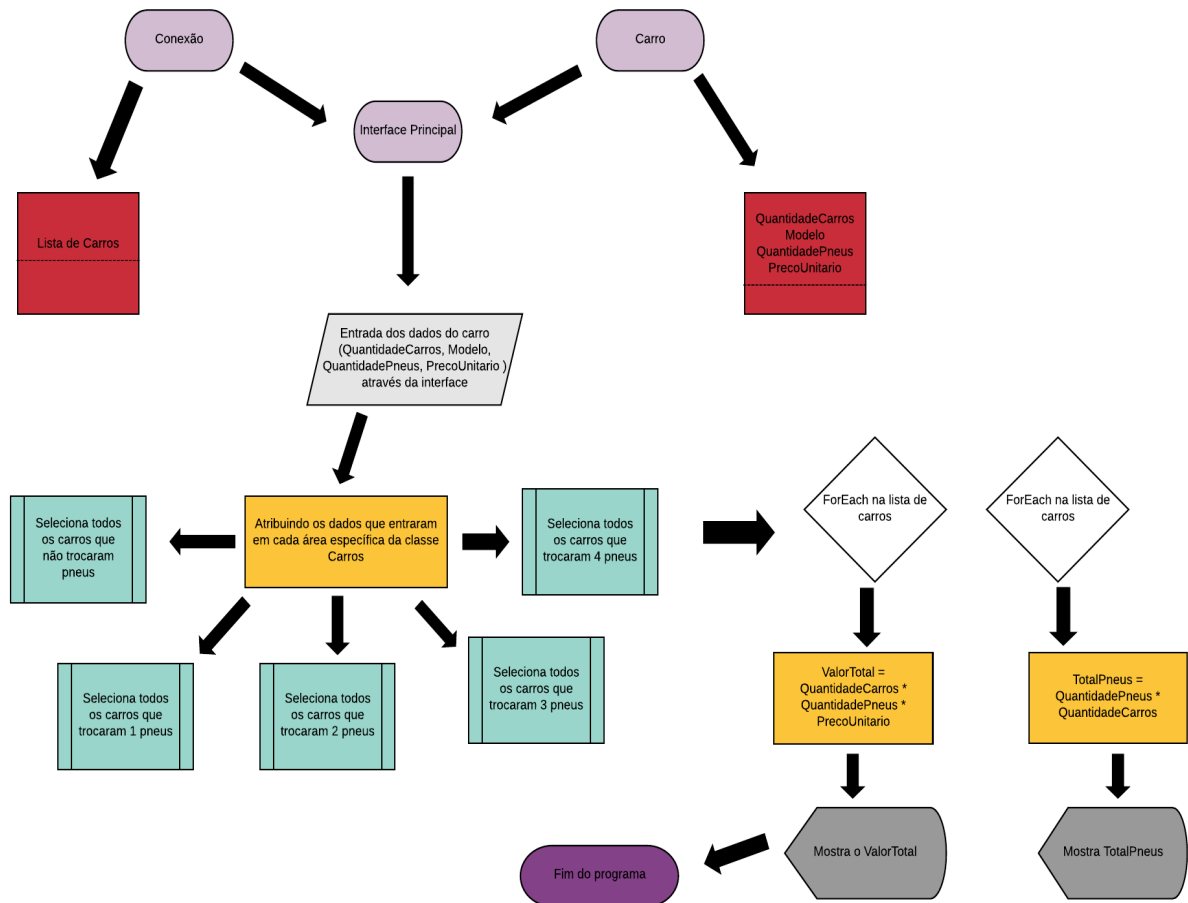 Conexão
Carro
Interface Principal
Lista de Carros
QuantidadeCarros
Modelo
QuantidadePneus
PrecoUnitario
Entrada dos dados do carro
(QuantidadeCarros, Modelo,
QuantidadePneus, PrecoUnitario )
através da interface
Seleciona todos
os carros que
não trocaram
pneus
Atribuindo os dados que entraram
em cada área específica da classe
Carros
Seleciona todos
os carros que
trocaram 4 pneus
ForEach na lista de
carros
ForEach na lista de
carros
Seleciona todos
os carros que
trocaram 1 pneus
Seleciona todos
os carros que
trocaram 2 pneus
Seleciona todos
os carros que
trocaram 3 pneus
ValorTotal =
QuantidadeCarros *
QuantidadePneus *
PrecoUnitario
TotalPneus =
QuantidadePneus *
QuantidadeCarros
Mostra o ValorTotal
Mostra TotalPneus
Fim do programa